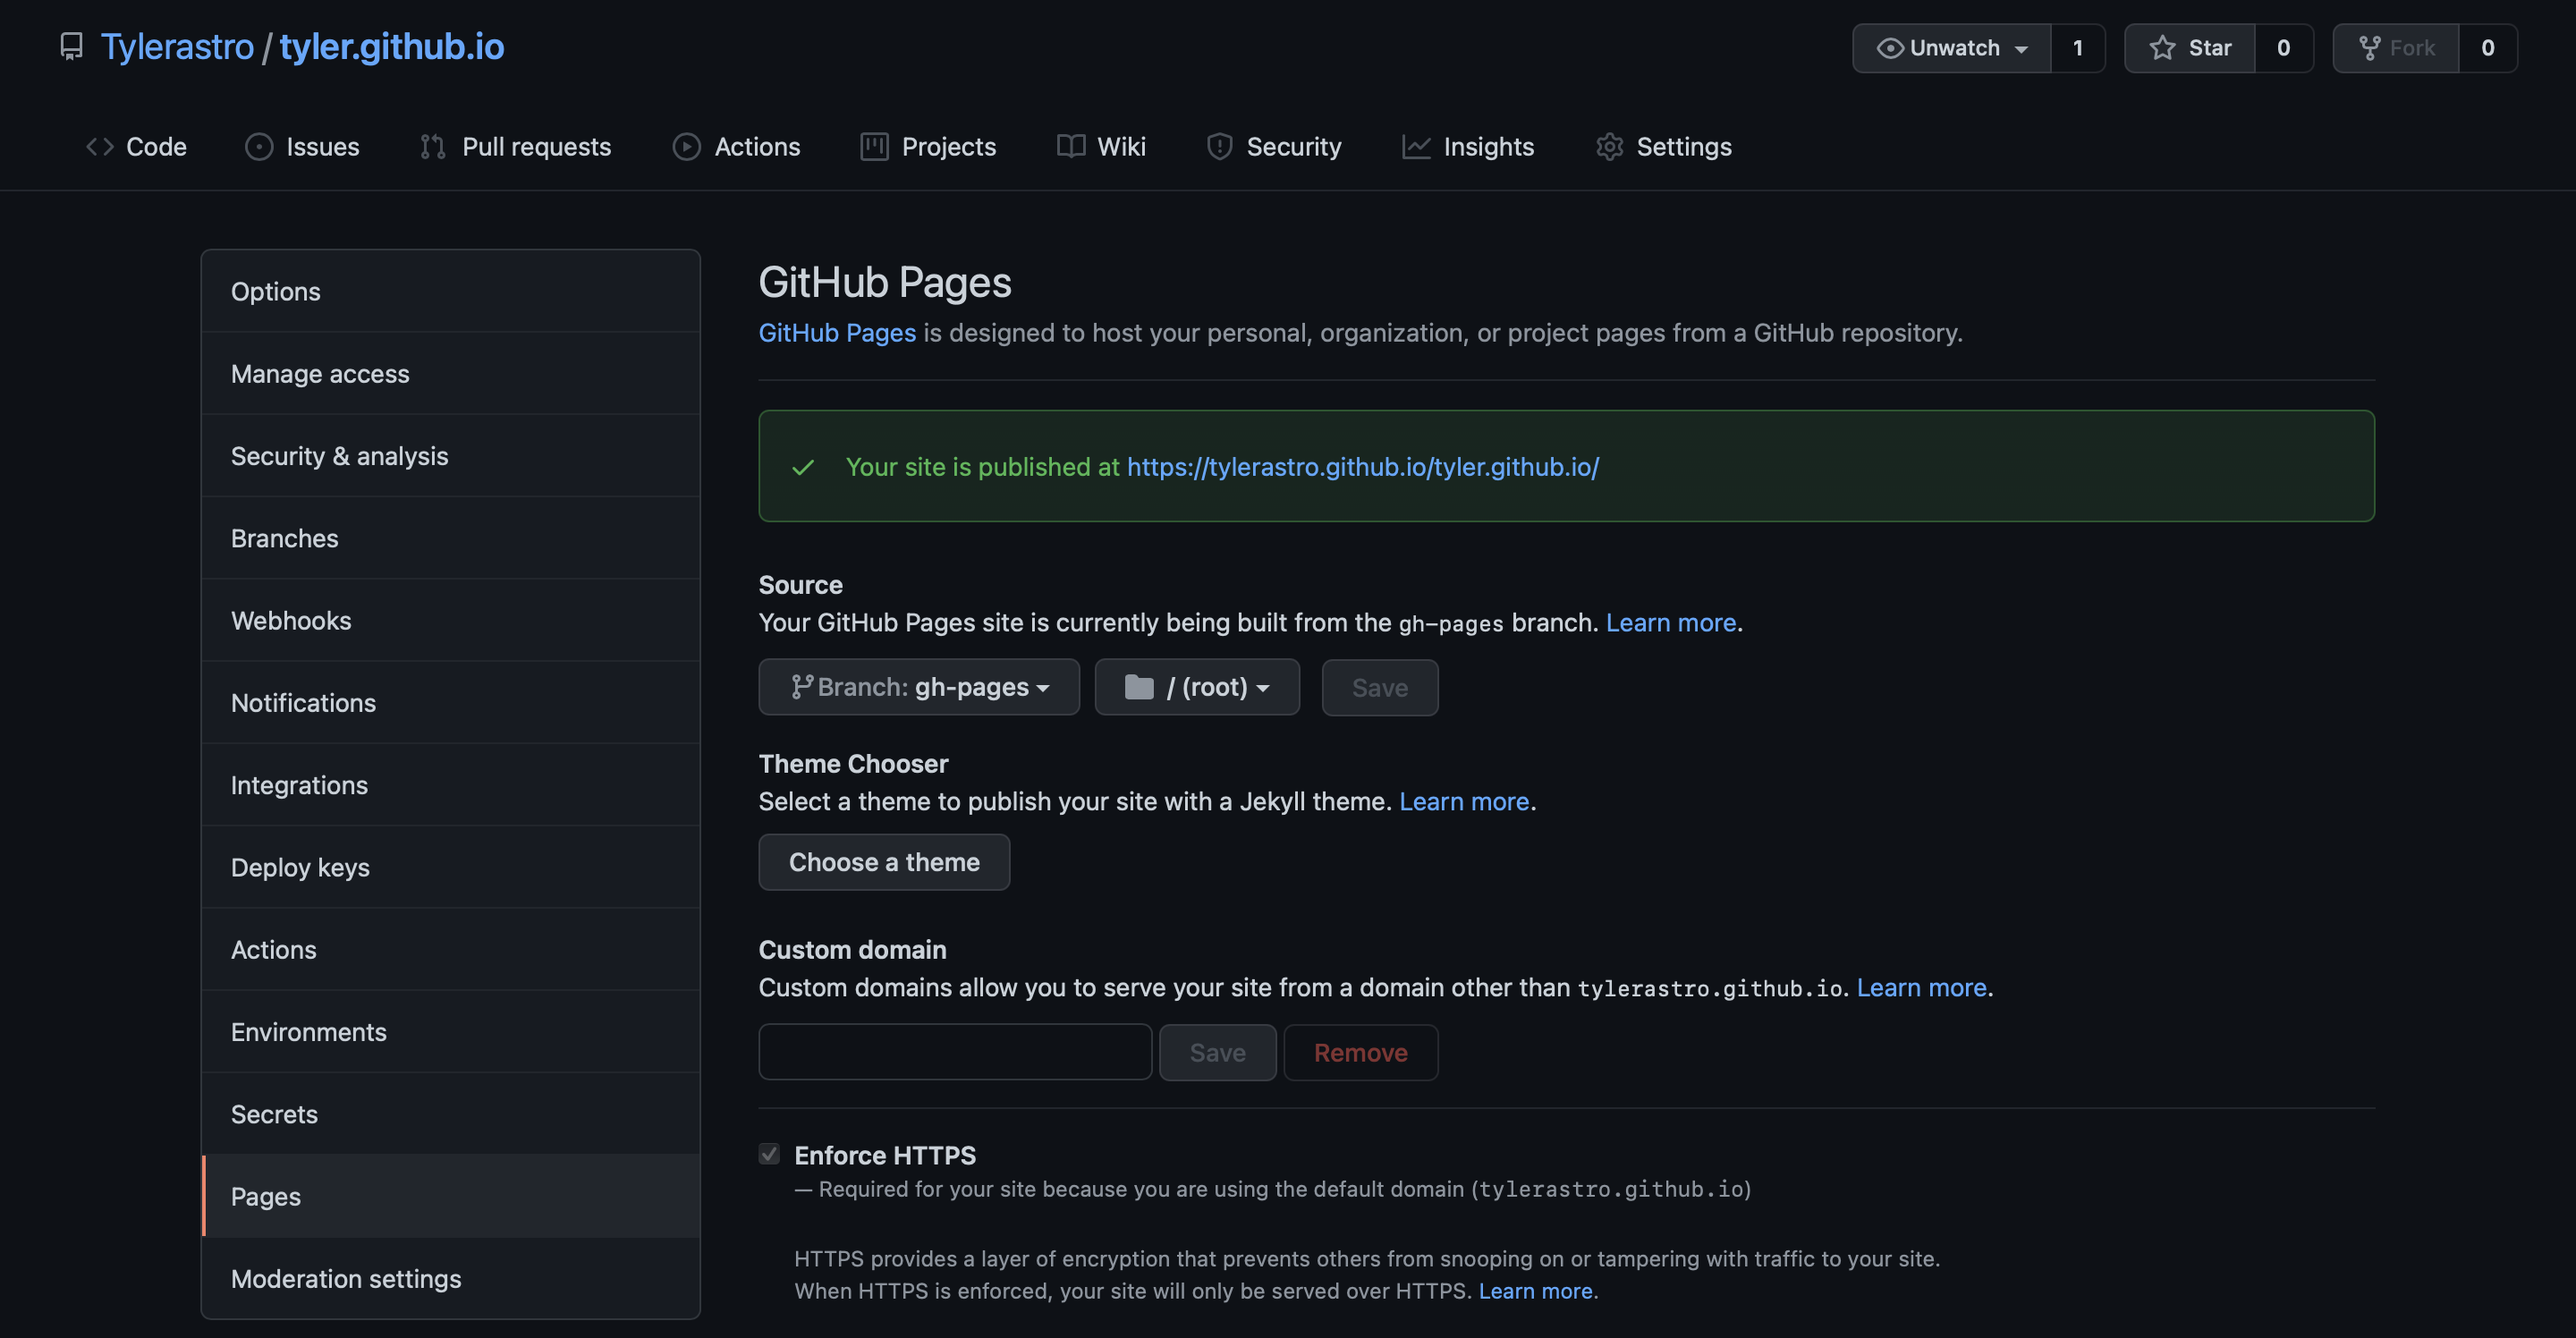 Tylerastro / tyler.github.io
Unwatch 1 Star 0 Fork 0
Code Issues Pull requests Actions Projects Wiki Security Insights Settings
Options
Manage access
Security & analysis
Branches
Webhooks
Notifications
Integrations
Deploy keys
Actions
Environments
Secrets
Pages
Moderation settings
GitHub Pages
GitHub Pages is designed to host your personal, organization, or project pages from a GitHub repository.
Your site is published at https://tylerastro.github.io/tyler.github.io/
Source
Your GitHub Pages site is currently being built from the gh-pages branch. Learn more.
Branch: gh-pages / (root) Save
Theme Chooser
Select a theme to publish your site with a Jekyll theme. Learn more.
Choose a theme
Custom domain
Custom domains allow you to serve your site from a domain other than tylerastro.github.io. Learn more.
Save Remove
Enforce HTTPS
— Required for your site because you are using the default domain (tylerastro.github.io)
HTTPS provides a layer of encryption that prevents others from snooping on or tampering with traffic to your site.
When HTTPS is enforced, your site will only be served over HTTPS. Learn more.